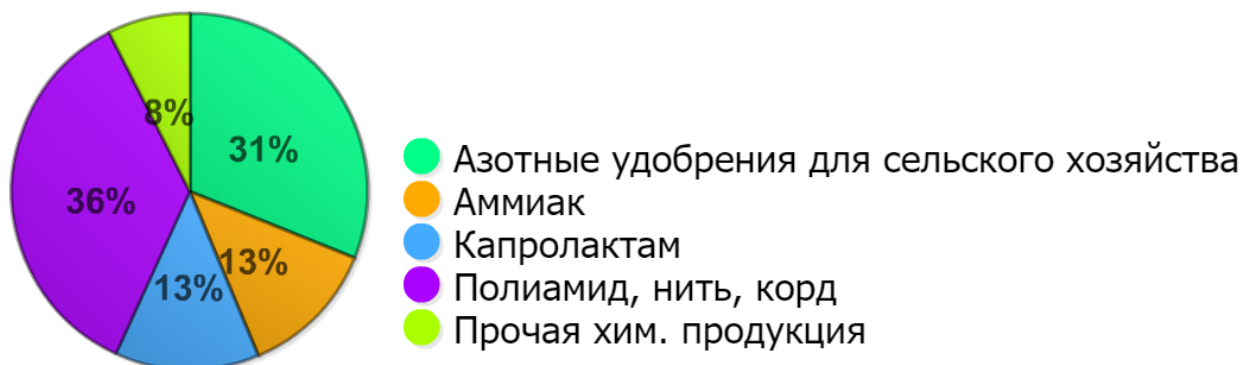 8%
31%
36%
13%
13%
Азотные удобрения для сельского хозяйства
Аммиак
Капролактам
Полиамид, нить, корд
Прочая хим. продукция